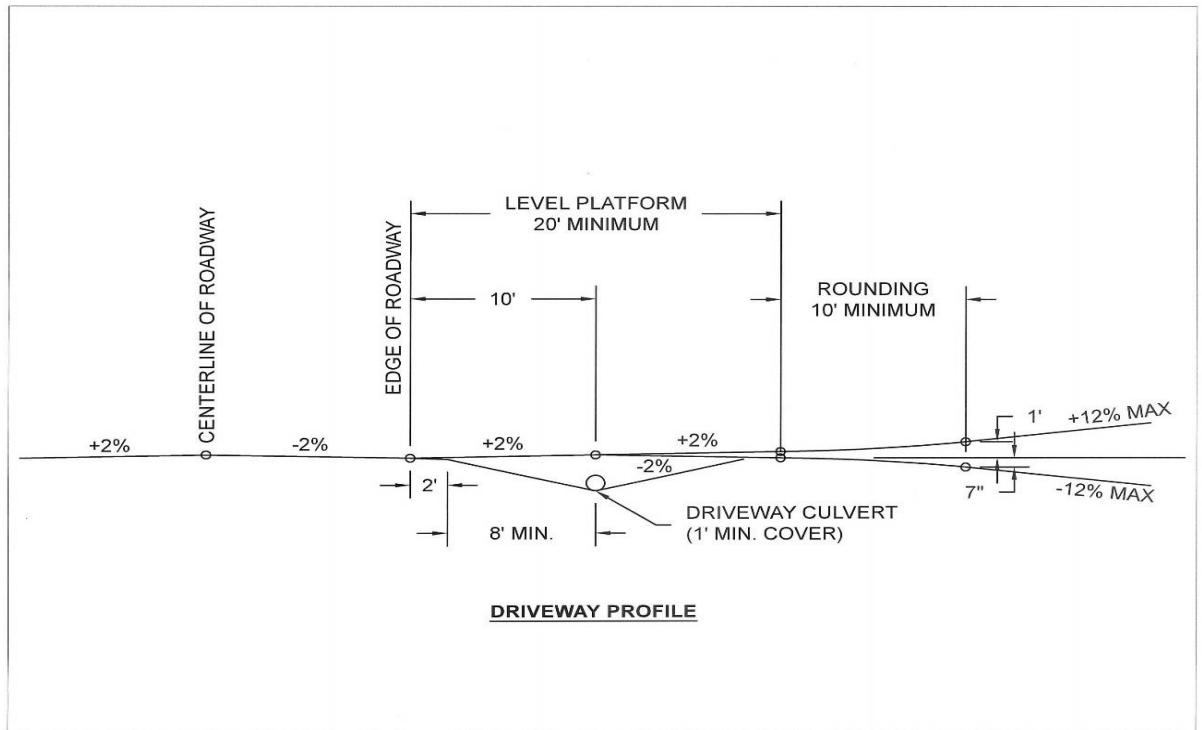 LEVEL PLATFORM
20' MINIMUM
CENTERLINE OF ROADWAY
EDGE OF ROADWAY
10'
ROUNDING
10' MINIMUM
+2%
-2%
+2%
+2%
-2%
1'
+12% MAX
2'
7"
-12% MAX
8' MIN.
DRIVEWAY CULVERT
(1' MIN. COVER)
DRIVEWAY PROFILE